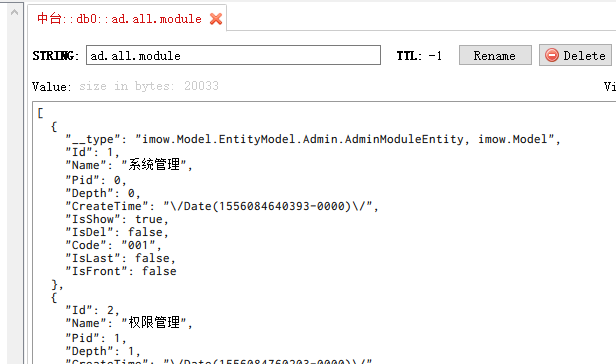 中台::db0::ad.all.module
STRING: ad.all.module TTL: -1 Rename Delete
Value: size in bytes: 20033
[
{
"__type": "imow.Model.EntityModel.Admin.AdminModuleEntity, imow.Model",
"Id": 1,
"Name": "系统管理",
"Pid": 0,
"Depth": 0,
"CreateTime": "\/Date(1556084640393-0000)\/",
"IsShow": true,
"IsDel": false,
"Code": "001",
"IsLast": false,
"IsFront": false
},
{
"Id": 2,
"Name": "权限管理",
"Pid": 1,
"Depth": 1,
"CreateTime": "\/Date(1556084760203-0000)\/",